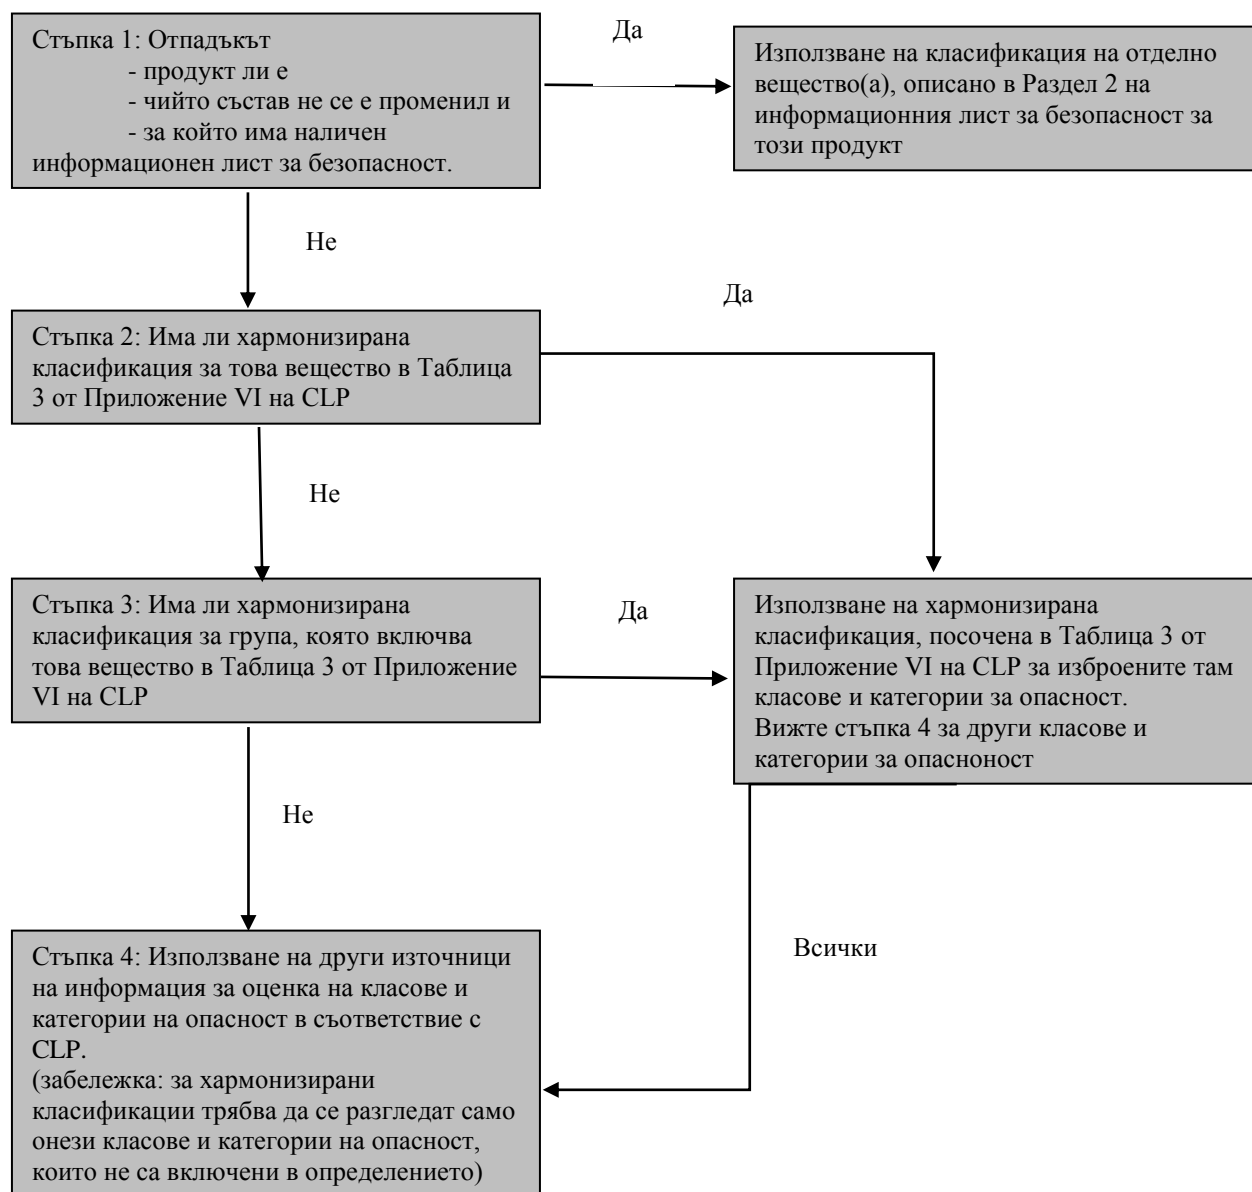 Стъпка 1: Отпадъкът
- продукт ли е
- чийто състав не се е променил и
- за който има наличен
информационен лист за безопасност.
Да
Използване на класификация на отделно
вещество(а), описано в Раздел 2 на
информационния лист за безопасност за
този продукт
Не
Да
Стъпка 2: Има ли хармонизирана
класификация за това вещество в Таблица
3 от Приложение VI на CLP
Не
Стъпка 3: Има ли хармонизирана
класификация за група, която включва
това вещество в Таблица 3 от Приложение
VI на CLP
Да
Използване на хармонизирана
класификация, посочена в Таблица 3 от
Приложение VI на CLP за изброените там
класове и категории за опасност.
Вижте стъпка 4 за други класове и
категории за опасноност
Не
Всички
Стъпка 4: Използване на други източници
на информация за оценка на класове и
категории на опасност в съответствие с
CLP.
(забележка: за хармонизирани
класификации трябва да се разгледат само
онези класове и категории на опасност,
които не са включени в определението)